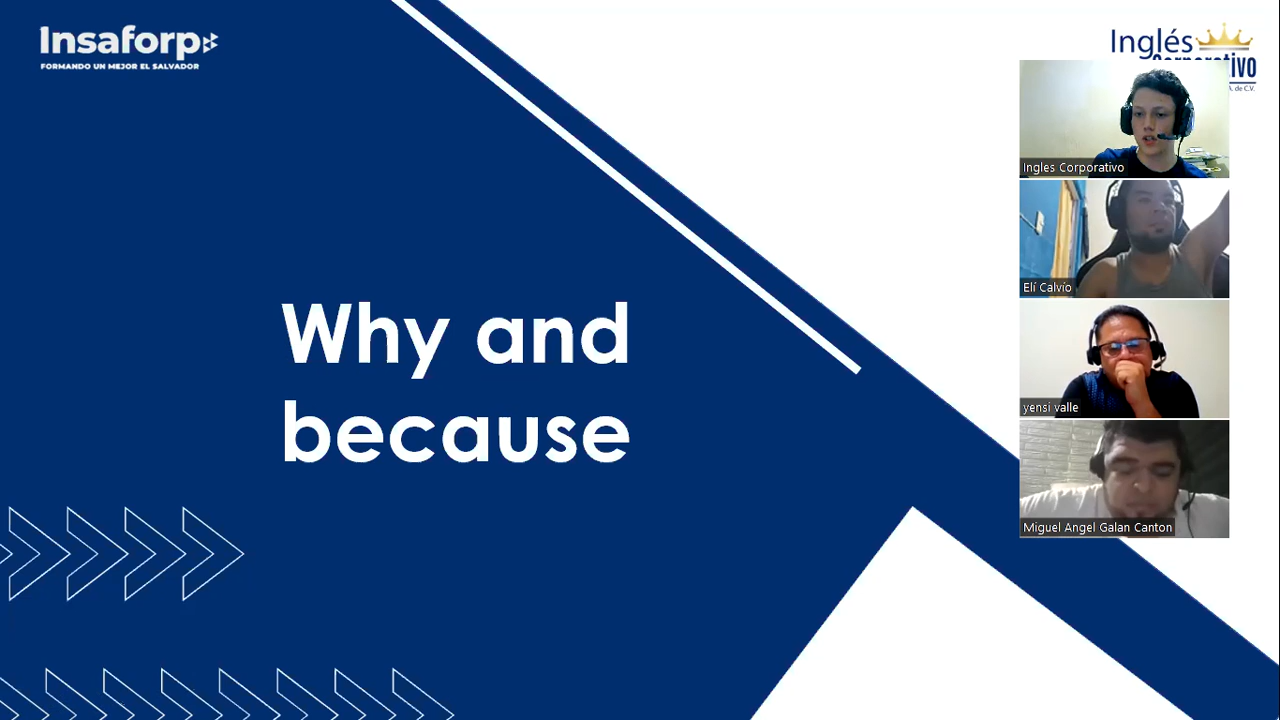 Insaforp
FORMANDO UN MEJOR EL SALVADOR
Inglés
Why and
because
Ingles Corporativo
Elí Calvío
yensi valle
Miguel Angel Galan Canton